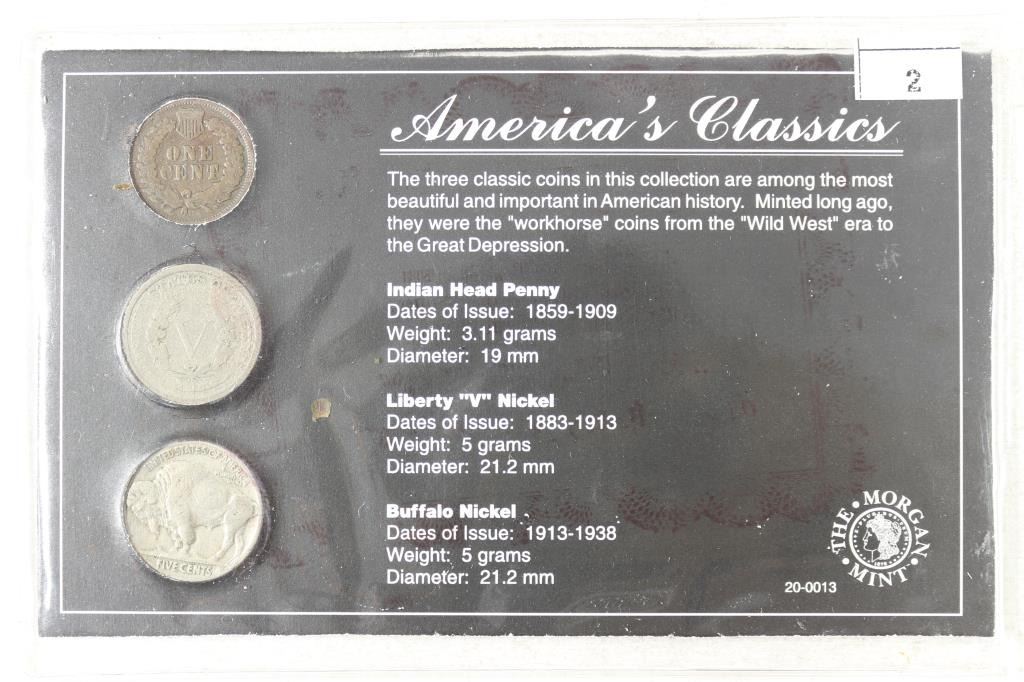 2
America's Classics
The three classic coins in this collection are among the most
beautiful and important in American history. Minted long ago,
they were the "workhorse" coins from the "Wild West" era to
the Great Depression.
Indian Head Penny
Dates of Issue: 1859-1909
Weight: 3.11 grams
Diameter: 19 mm
Liberty "V" Nickel
Dates of Issue: 1883-1913
Weight: 5 grams
Diameter: 21.2 mm
Buffalo Nickel
Dates of Issue: 1913-1938
Weight: 5 grams
Diameter: 21.2 mm
20-0013
THE • MORGAN • MINT •
ONE
CENT
V
UNITED STATES OF
FIVE CENTS